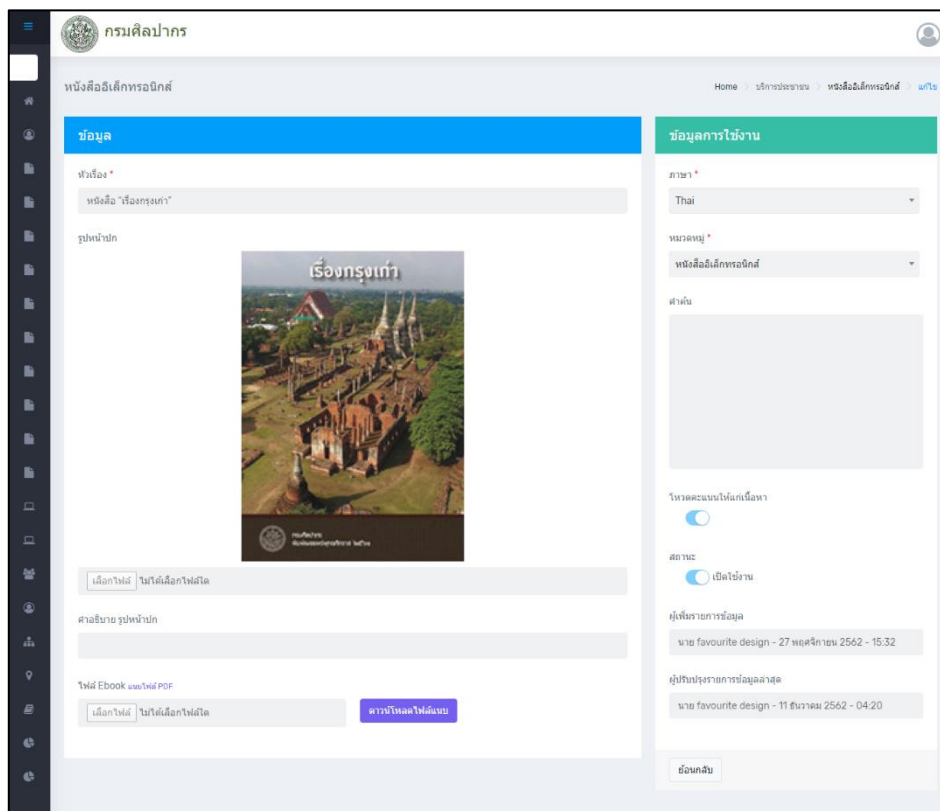 กรมศิลปากร
หนังสืออิเล็กทรอนิกส์
Home บริการประชาชน หนังสืออิเล็กทรอนิกส์ แก้ไข
ข้อมูล
หัวเรื่อง *
หนังสือ "เรื่องกรุงเก่า"
รูปหน้าปก
เรื่องกรุงเก่า
กรมศิลปากร
เลือกไฟล์ ไม่ได้เลือกไฟล์ใด
คำอธิบาย รูปหน้าปก
ไฟล์ Ebook แนบไฟล์ PDF
เลือกไฟล์ ไม่ได้เลือกไฟล์ใด
ดาวน์โหลดไฟล์แนบ
ข้อมูลการใช้งาน
ภาษา *
Thai
หมวดหมู่ *
หนังสืออิเล็กทรอนิกส์
คำค้น
โหวตคะแนนให้แก่เนื้อหา
สถานะ
เปิดใช้งาน
ผู้เพิ่มรายการข้อมูล
นาย favourite design - 27 พฤศจิกายน 2562 - 15:32
ผู้ปรับปรุงรายการข้อมูลล่าสุด
นาย favourite design - 11 ธันวาคม 2562 - 04:20
ย้อนกลับ